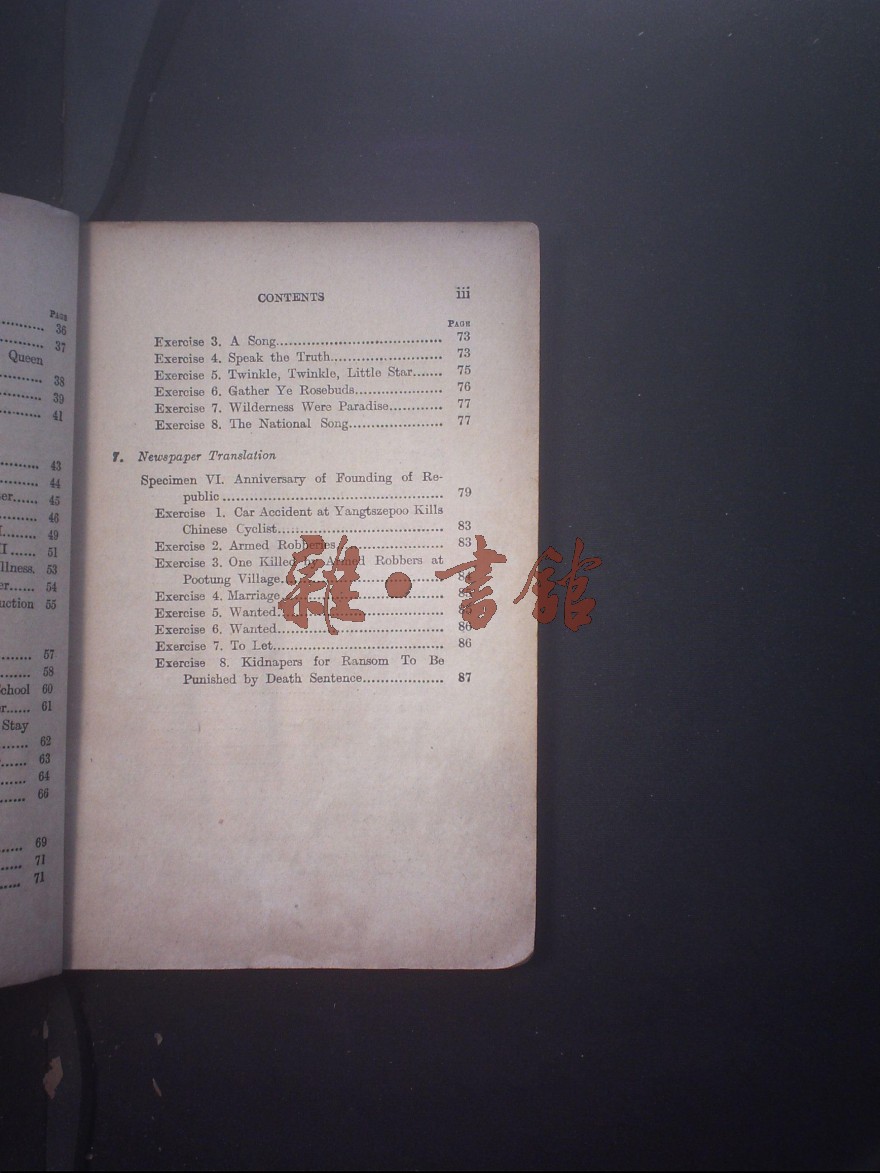 PAGE
36
37
Queen
38
39
41
43
44
45
46
49
51
llness. 53
54
uction 55
57
58
chool 60
61
Stay
62
63
64
66
69
71
71
CONTENTS iii
PAGE
Exercise 3. A Song 73
Exercise 4. Speak the Truth 73
Exercise 5. Twinkle, Twinkle, Little Star 75
Exercise 6. Gather Ye Rosebuds 76
Exercise 7. Wilderness Were Paradise 77
Exercise 8. The National Song 77
7. Newspaper Translation
Specimen VI. Anniversary of Founding of Re-
public 79
Exercise 1. Car Accident at Yangtszepoo Kills
Chinese Cyclist 83
Exercise 2. Armed Robberies 83
Exercise 3. One Killed by Armed Robbers at
Pootung Village
Exercise 4. Marriage
Exercise 5. Wanted
Exercise 6. Wanted 86
Exercise 7. To Let 86
Exercise 8. Kidnapers for Ransom To Be
Punished by Death Sentence 87
雜·書館